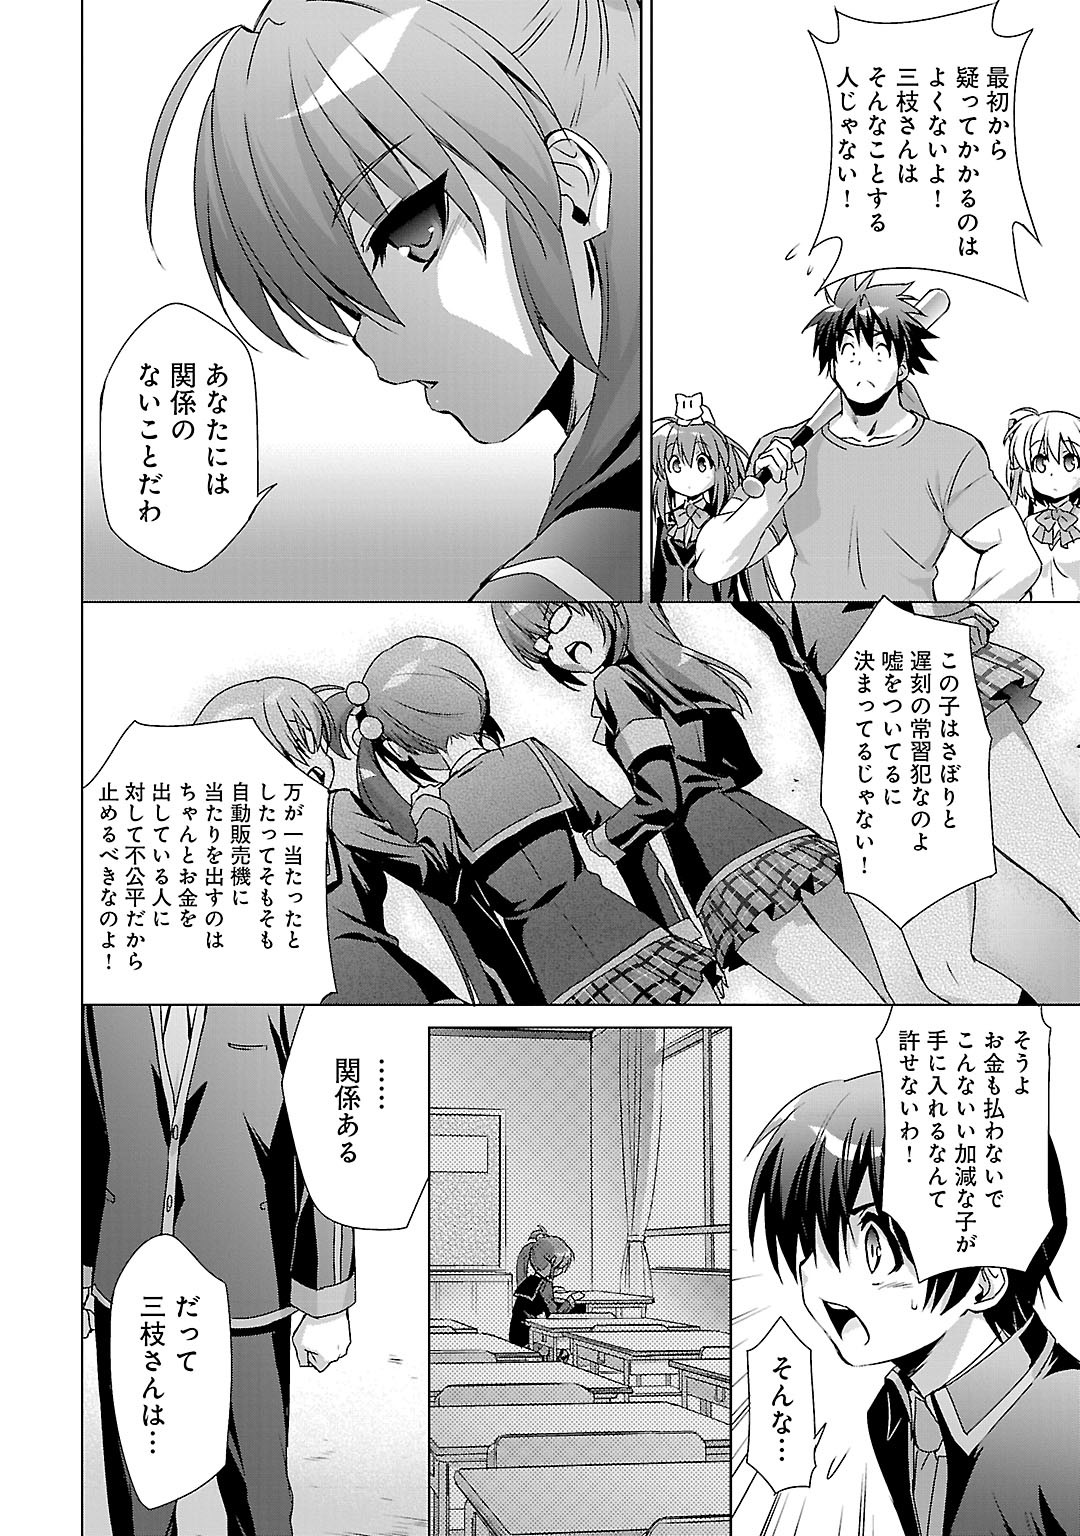 最初から
疑ってかかるのは
よくないよ！
三枝さんは
そんなことする
人じゃない！
あなたには
関係の
ないことだわ
この子はさぼりと
遅刻の常習犯なのよ
嘘をついてるに
決まってるじゃない！
万が一当たったと
したってそもそも
自動販売機に
当たりを出すのは
ちゃんとお金を
出している人に
対して不公平だから
止めるべきなのよ！
そうよ
お金も払わないで
こんないい加減な子が
手に入れるなんて
許せないわ！
そんな…
……
関係ある
だって
三枝さんは…